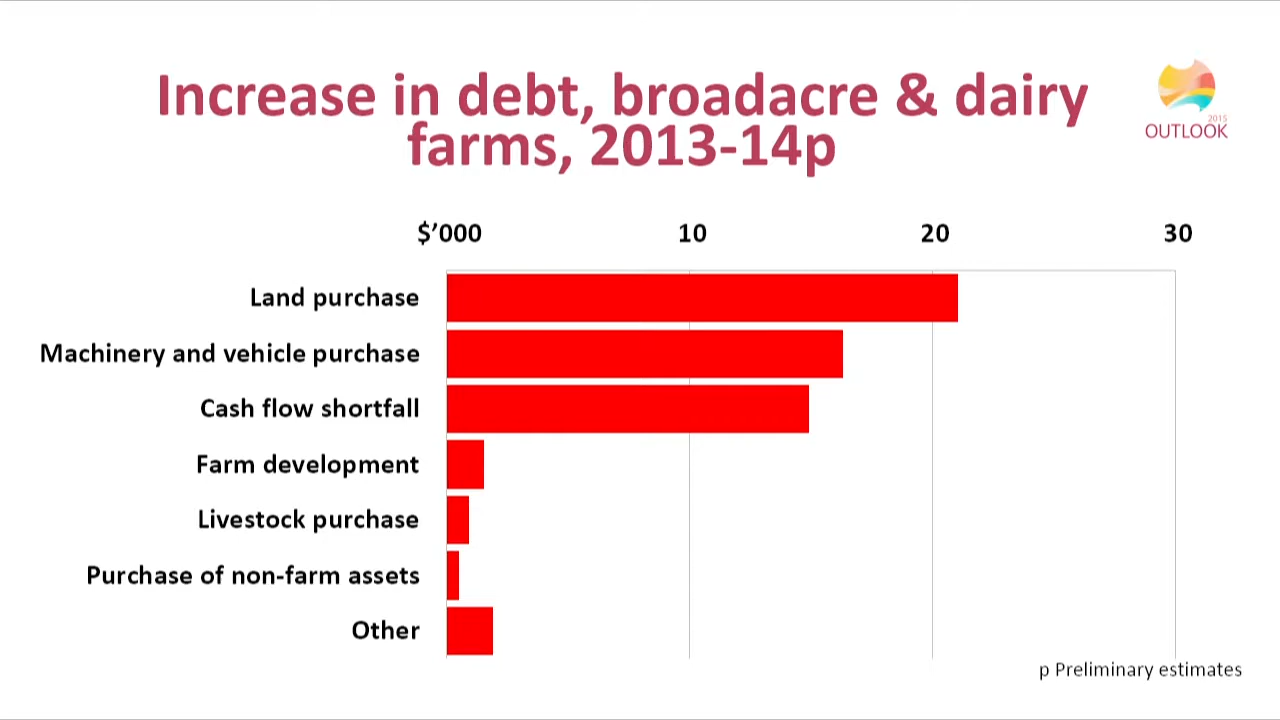 Increase in debt, broadacre & dairy
farms, 2013-14p
2015
OUTLOOK
$’000 10 20 30
Land purchase
Machinery and vehicle purchase
Cash flow shortfall
Farm development
Livestock purchase
Purchase of non-farm assets
Other
p Preliminary estimates